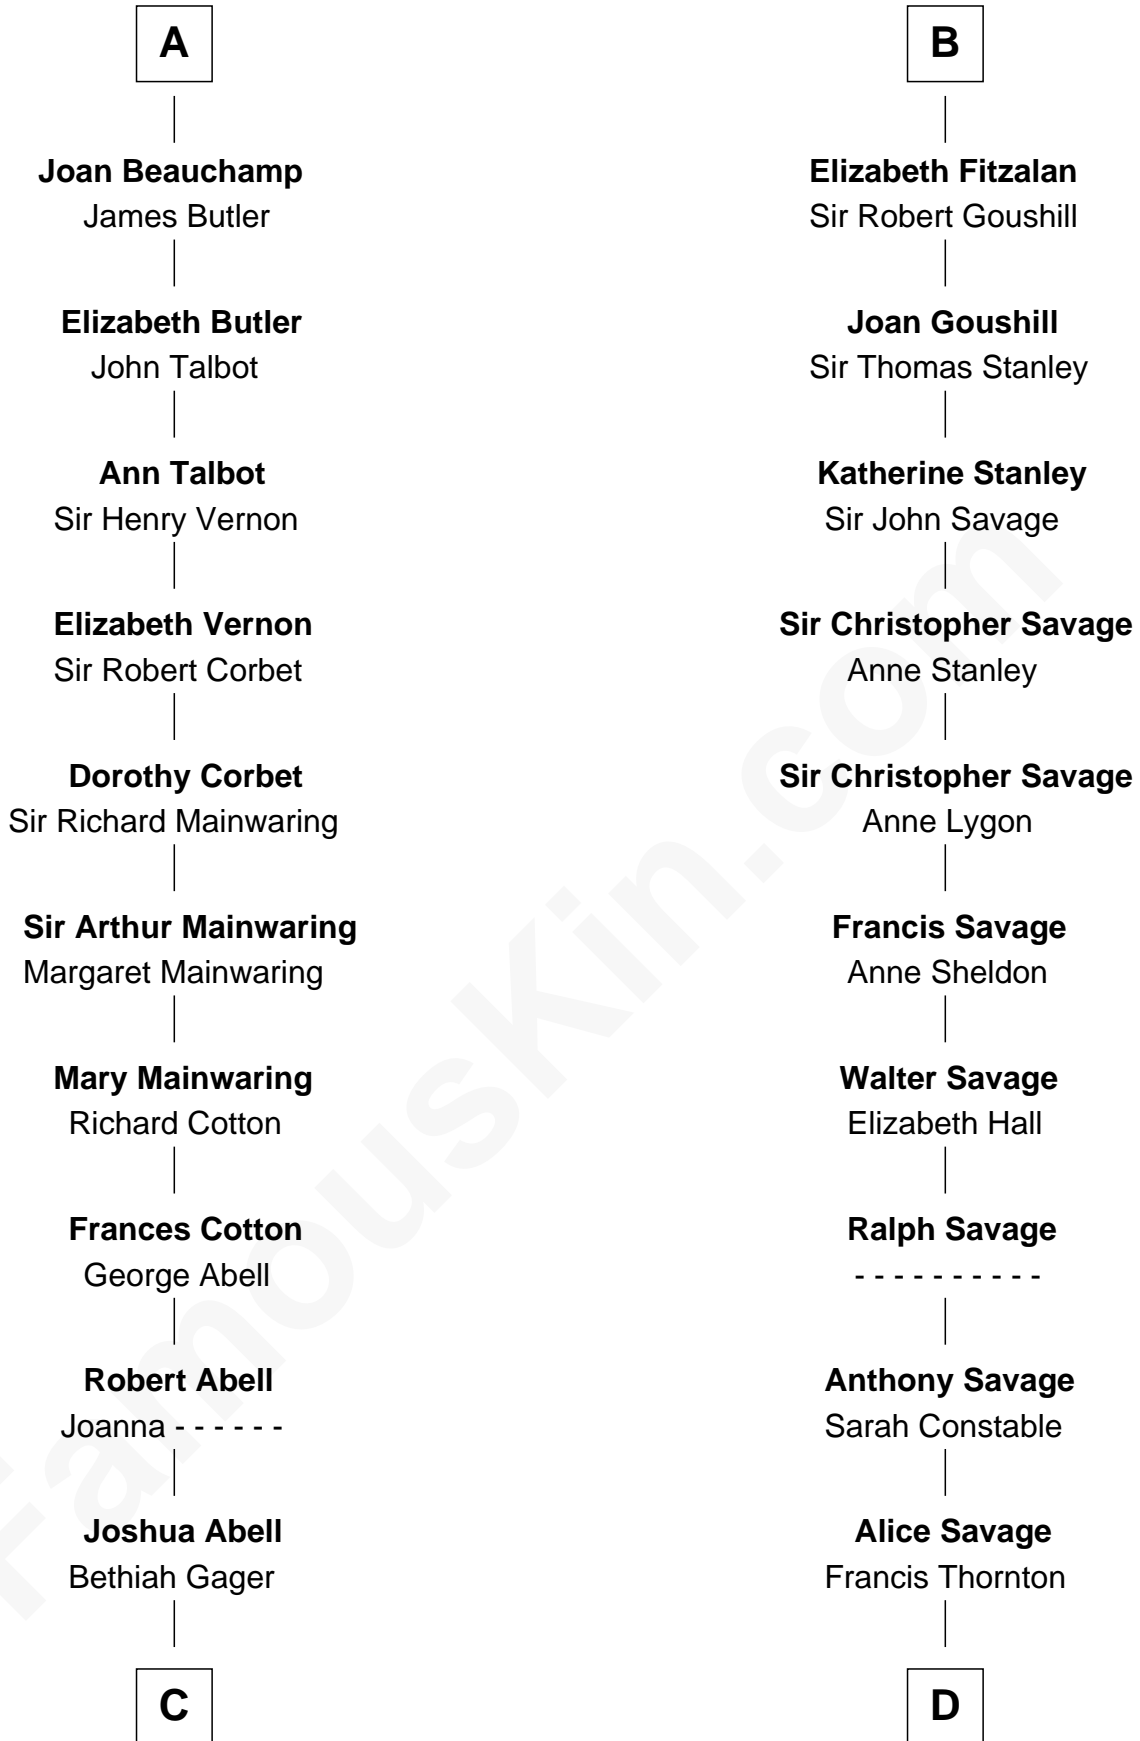 A
Joan Beauchamp
James Butler
Elizabeth Butler
John Talbot
Ann Talbot
Sir Henry Vernon
Elizabeth Vernon
Sir Robert Corbet
Dorothy Corbet
Sir Richard Mainwaring
Sir Arthur Mainwaring
Margaret Mainwaring
Mary Mainwaring
Richard Cotton
Frances Cotton
George Abell
Robert Abell
Joanna - - - - - -
Joshua Abell
Bethiah Gager
C
B
Elizabeth Fitzalan
Sir Robert Goushill
Joan Goushill
Sir Thomas Stanley
Katherine Stanley
Sir John Savage
Sir Christopher Savage
Anne Stanley
Sir Christopher Savage
Anne Lygon
Francis Savage
Anne Sheldon
Walter Savage
Elizabeth Hall
Ralph Savage
- - - - - - - - - -
Anthony Savage
Sarah Constable
Alice Savage
Francis Thornton
D
FamousKin.com